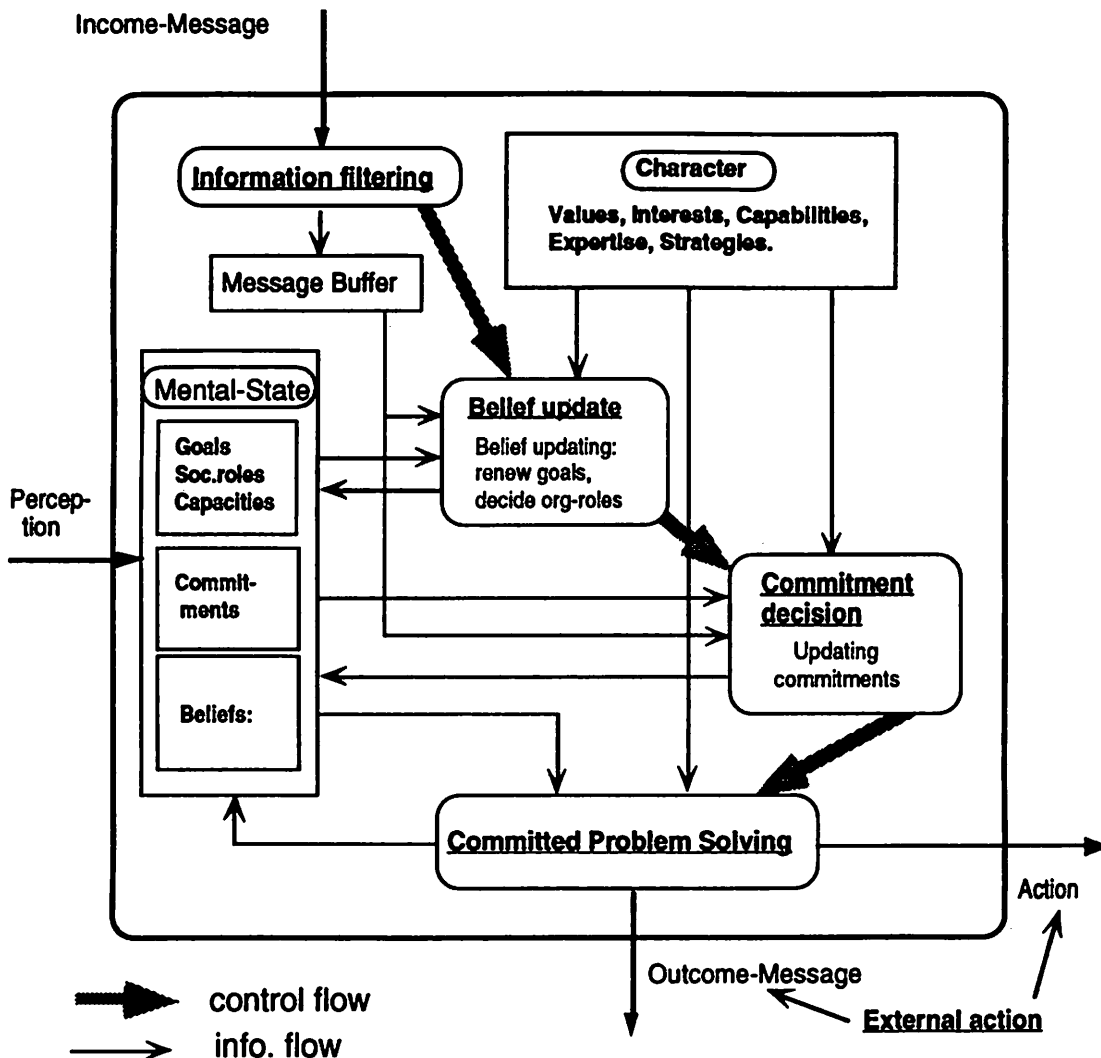 Income-Message
Information filtering
Character
Values, Interests, Capabilities,
Expertise, Strategies.
Message Buffer
Mental-State
Goals
Soc.roles
Capacities
Belief update
Belief updating:
renew goals,
decide org-roles
Percep-
tion
Commit-
ments
Commitment
decision
Updating
commitments
Beliefs:
Committed Problem Solving
Action
Outcome-Message
External action
control flow
info. flow